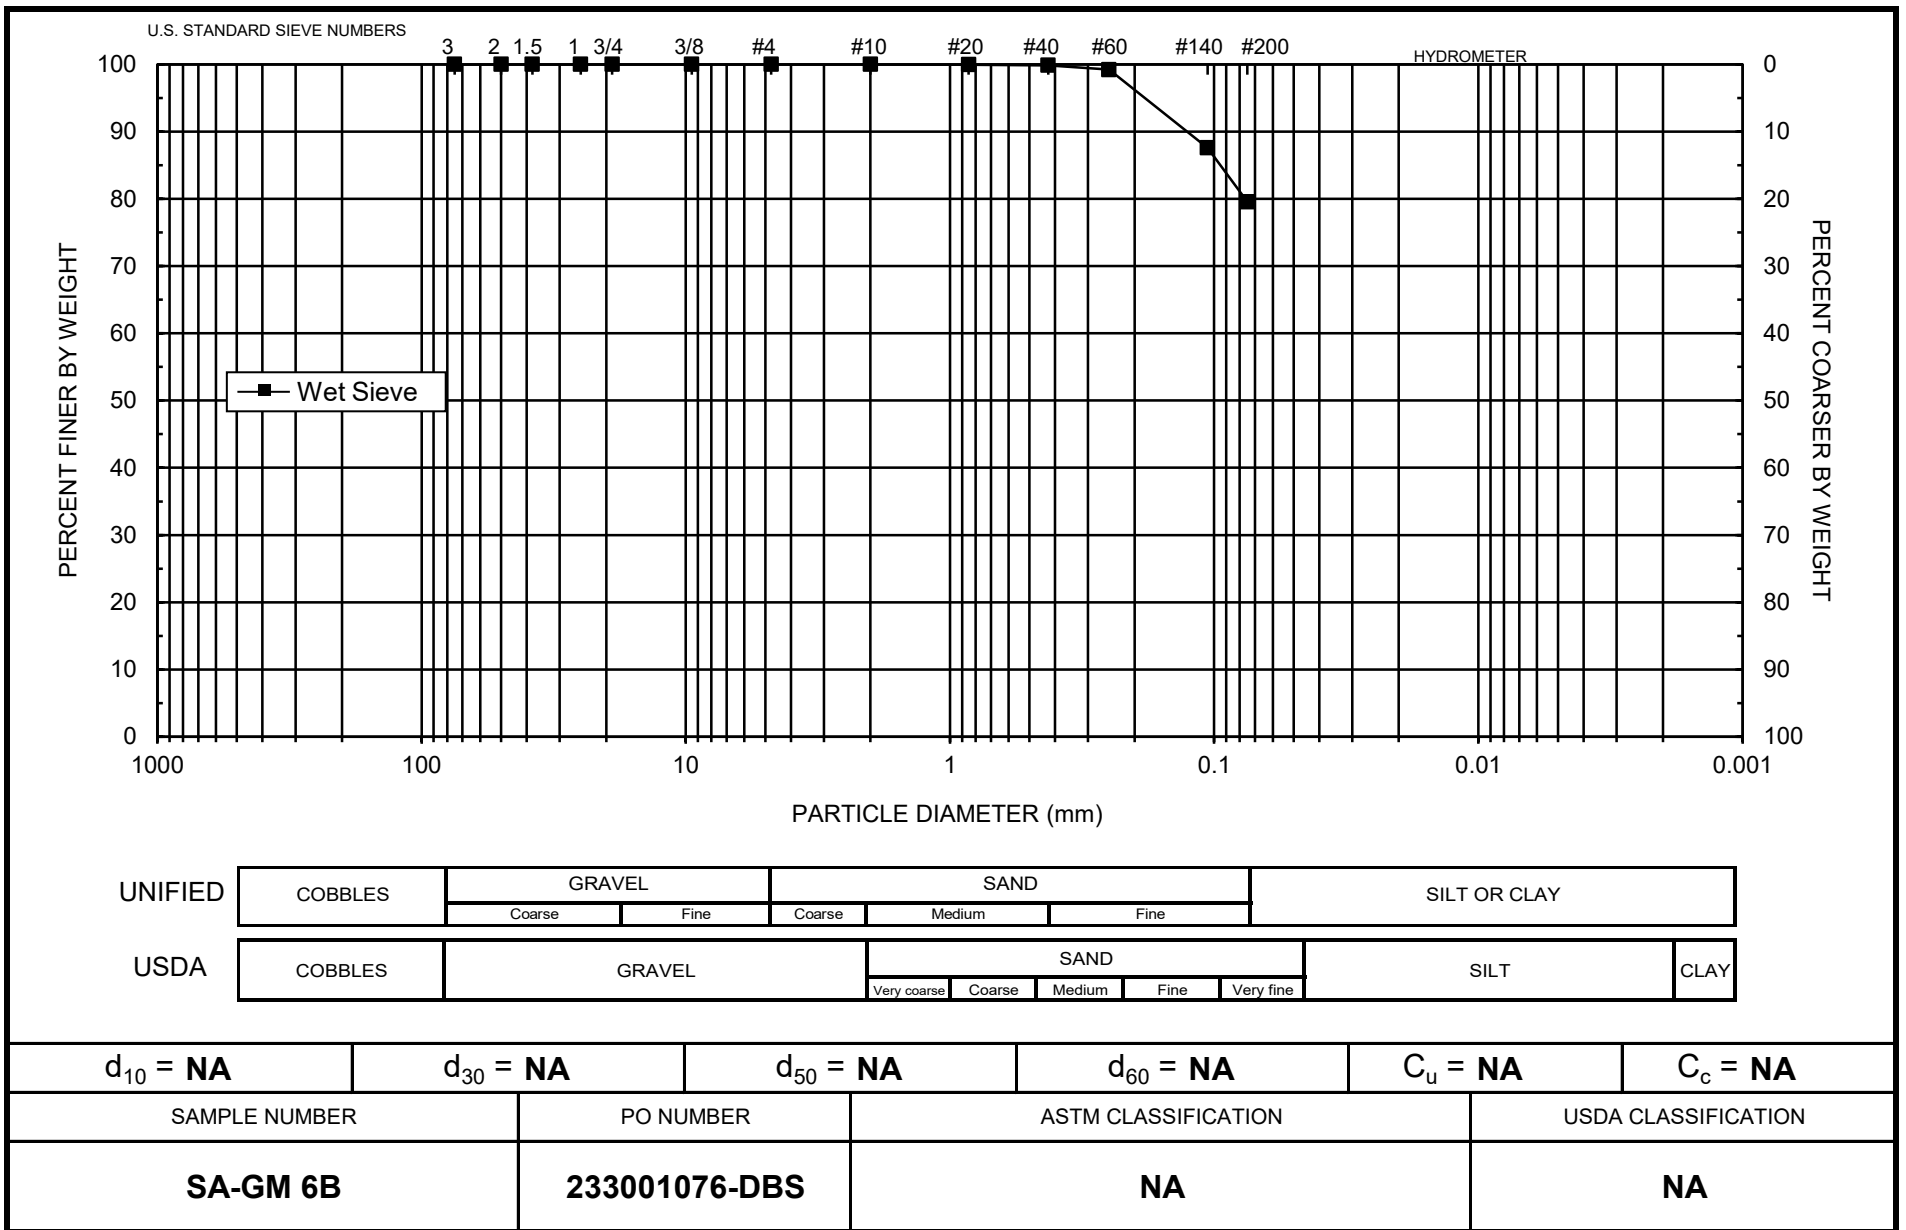 U.S. STANDARD SIEVE NUMBERS
3 2 1.5 1 3/4 3/8 #4 #10 #20 #40 #60 #140 #200
HYDROMETER
PERCENT FINER BY WEIGHT
100
90
80
70
60
50
40
30
20
10
0
Wet Sieve
0
10
20
30
40
50
60
70
80
90
100
PERCENT COARSER BY WEIGHT
1000 100 10 1 0.1 0.01 0.001
PARTICLE DIAMETER (mm)
UNIFIED
COBBLES GRAVEL SAND SILT OR CLAY
Coarse Fine Coarse Medium Fine
USDA
COBBLES GRAVEL SAND SILT CLAY
Very coarse Coarse Medium Fine Very fine
d10 = NA d30 = NA d50 = NA d60 = NA Cu = NA Cc = NA
SAMPLE NUMBER PO NUMBER ASTM CLASSIFICATION USDA CLASSIFICATION
SA-GM 6B 233001076-DBS NA NA